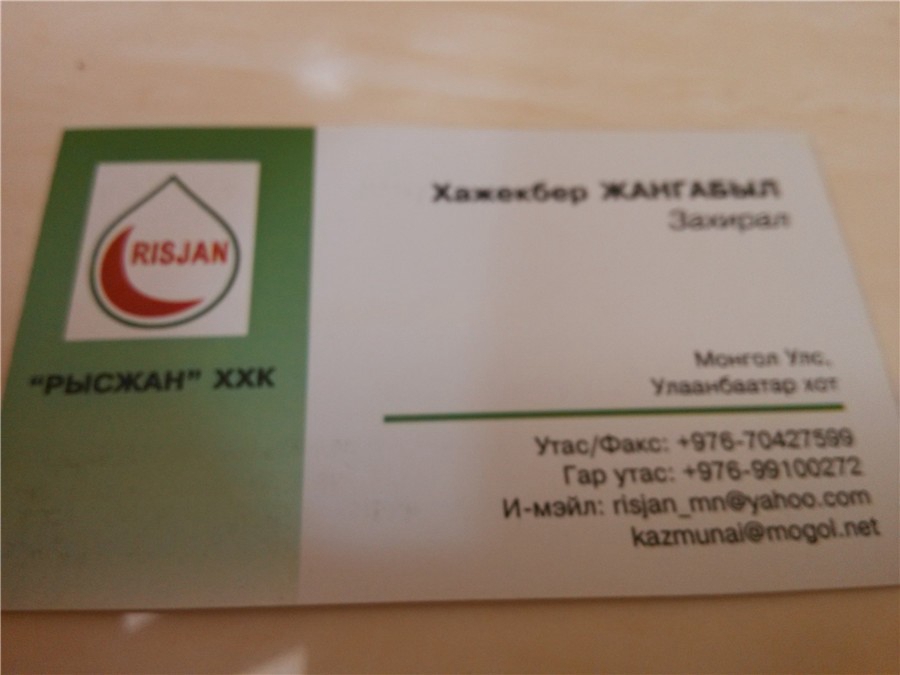 RISJAN
"РЫСЖАН" ХХК
Хажекбер ЖАНГАБЫЛ
Захирал
Монгол Улс,
Улаанбаатар хот
Утас/Факс: +976-70427599
Гар утас: +976-99100272
И-мэйл: risjan_mn@yahoo.com
kazmunai@mogol.net